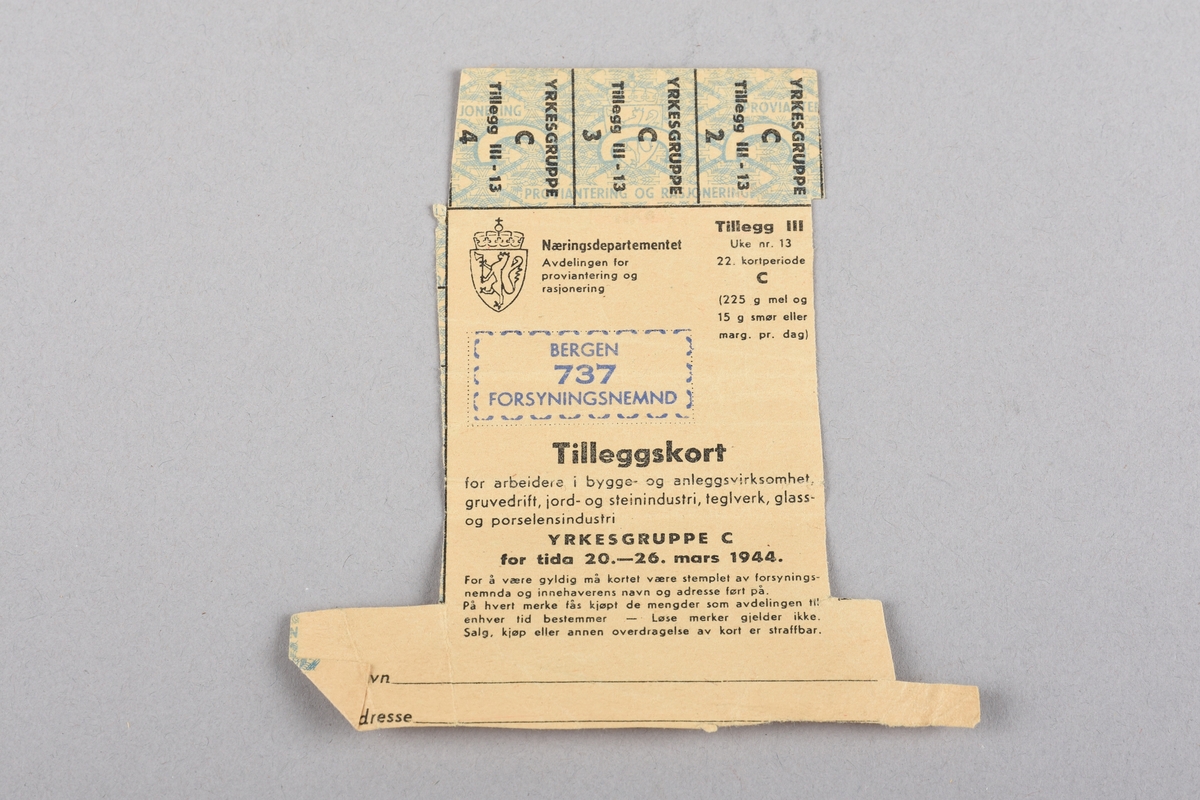 YRKESGRUPPE
C
Tillegg III - 13
4
YRKESGRUPPE
C
Tillegg III - 13
3
YRKESGRUPPE
C
Tillegg III - 13
2
JONERING
PROVIANTE
PROVIANTERING OG RASJONERING
Næringsdepartementet
Avdelingen for
proviantering og
rasjonering
Tillegg III
Uke nr. 13
22. kortperiode
C
(225 g mel og
15 g smør eller
marg. pr. dag)
BERGEN
737
FORSYNINGSNEMND
Tilleggskort
for arbeidere i bygge- og anleggsvirksomhet,
gruvedrift, jord- og steinindustri, teglverk, glass-
og porselensindustri
YRKESGRUPPE C
for tida 20.—26. mars 1944.
For å være gyldig må kortet være stemplet av forsynings-
nemnda og innehaverens navn og adresse ført på.
På hvert merke fås kjøpt de mengder som avdelingen til
enhver tid bestemmer — Løse merker gjelder ikke.
Salg, kjøp eller annen overdragelse av kort er straffbar.
vn
dresse